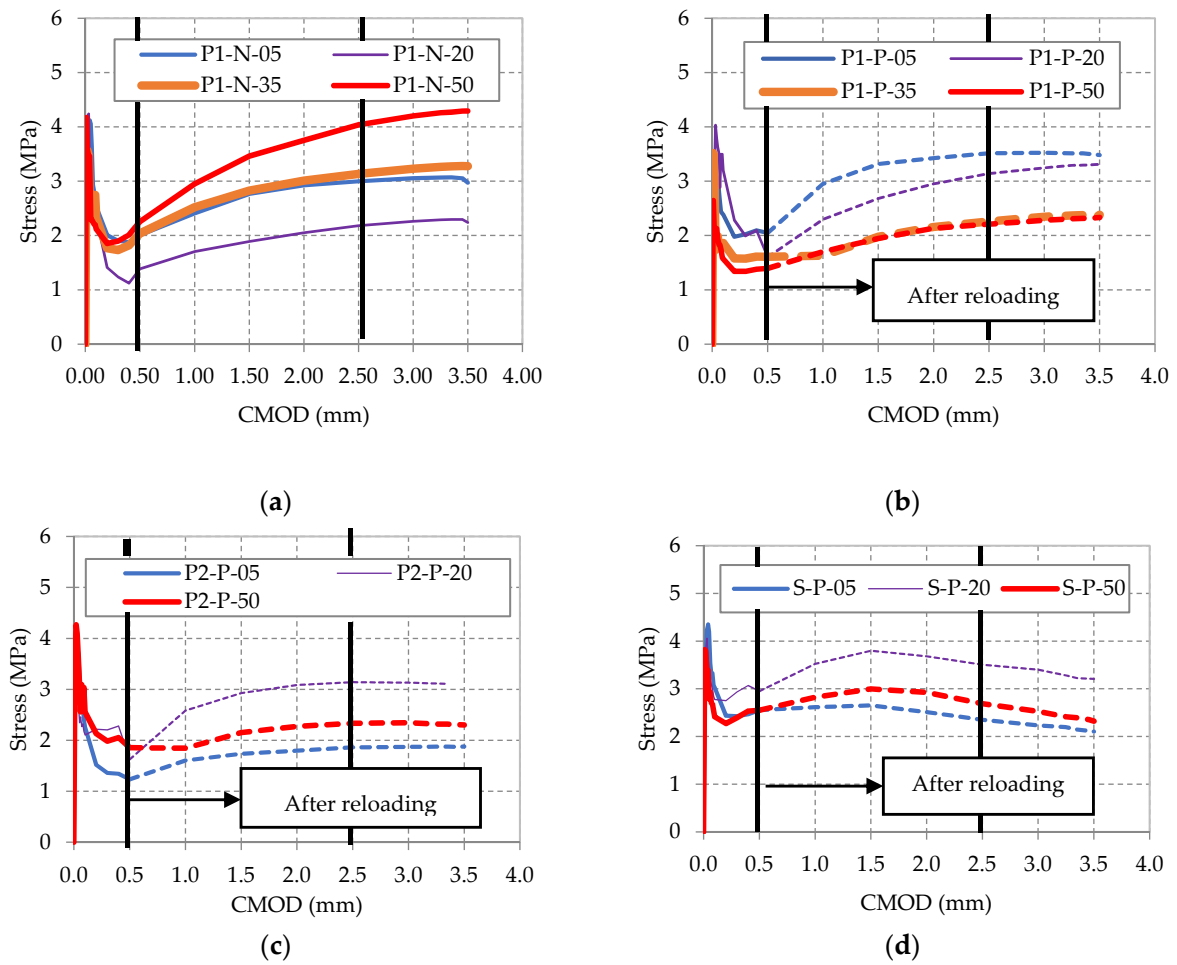 6
5
4
3
2
1
0
Stress (MPa)
P1-N-05 P1-N-20
P1-N-35 P1-N-50
0.00 0.50 1.00 1.50 2.00 2.50 3.00 3.50 4.00
CMOD (mm)
(a)
6
5
4
3
2
1
0
Stress (MPa)
P1-P-05 P1-P-20
P1-P-35 P1-P-50
After reloading
0.0 0.5 1.0 1.5 2.0 2.5 3.0 3.5 4.0
CMOD (mm)
(b)
6
5
4
3
2
1
0
Stress (MPa)
P2-P-05 P2-P-20
P2-P-50
After reloading
0.0 0.5 1.0 1.5 2.0 2.5 3.0 3.5 4.0
CMOD (mm)
(c)
6
5
4
3
2
1
0
Stress (MPa)
S-P-05 S-P-20 S-P-50
After reloading
0.0 0.5 1.0 1.5 2.0 2.5 3.0 3.5 4.0
CMOD (mm)
(d)